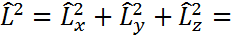 L̂² = L̂ₓ² + L̂ᵧ² + L̂_z² =